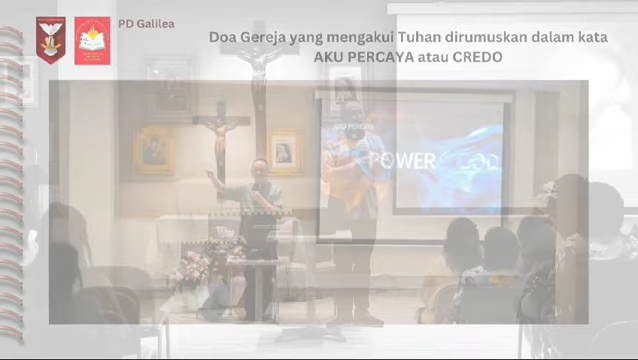 PD Galilea
Doa Gereja yang mengakui Tuhan dirumuskan dalam kata
AKU PERCAYA atau CREDO
AKU PERCAYA
POWER